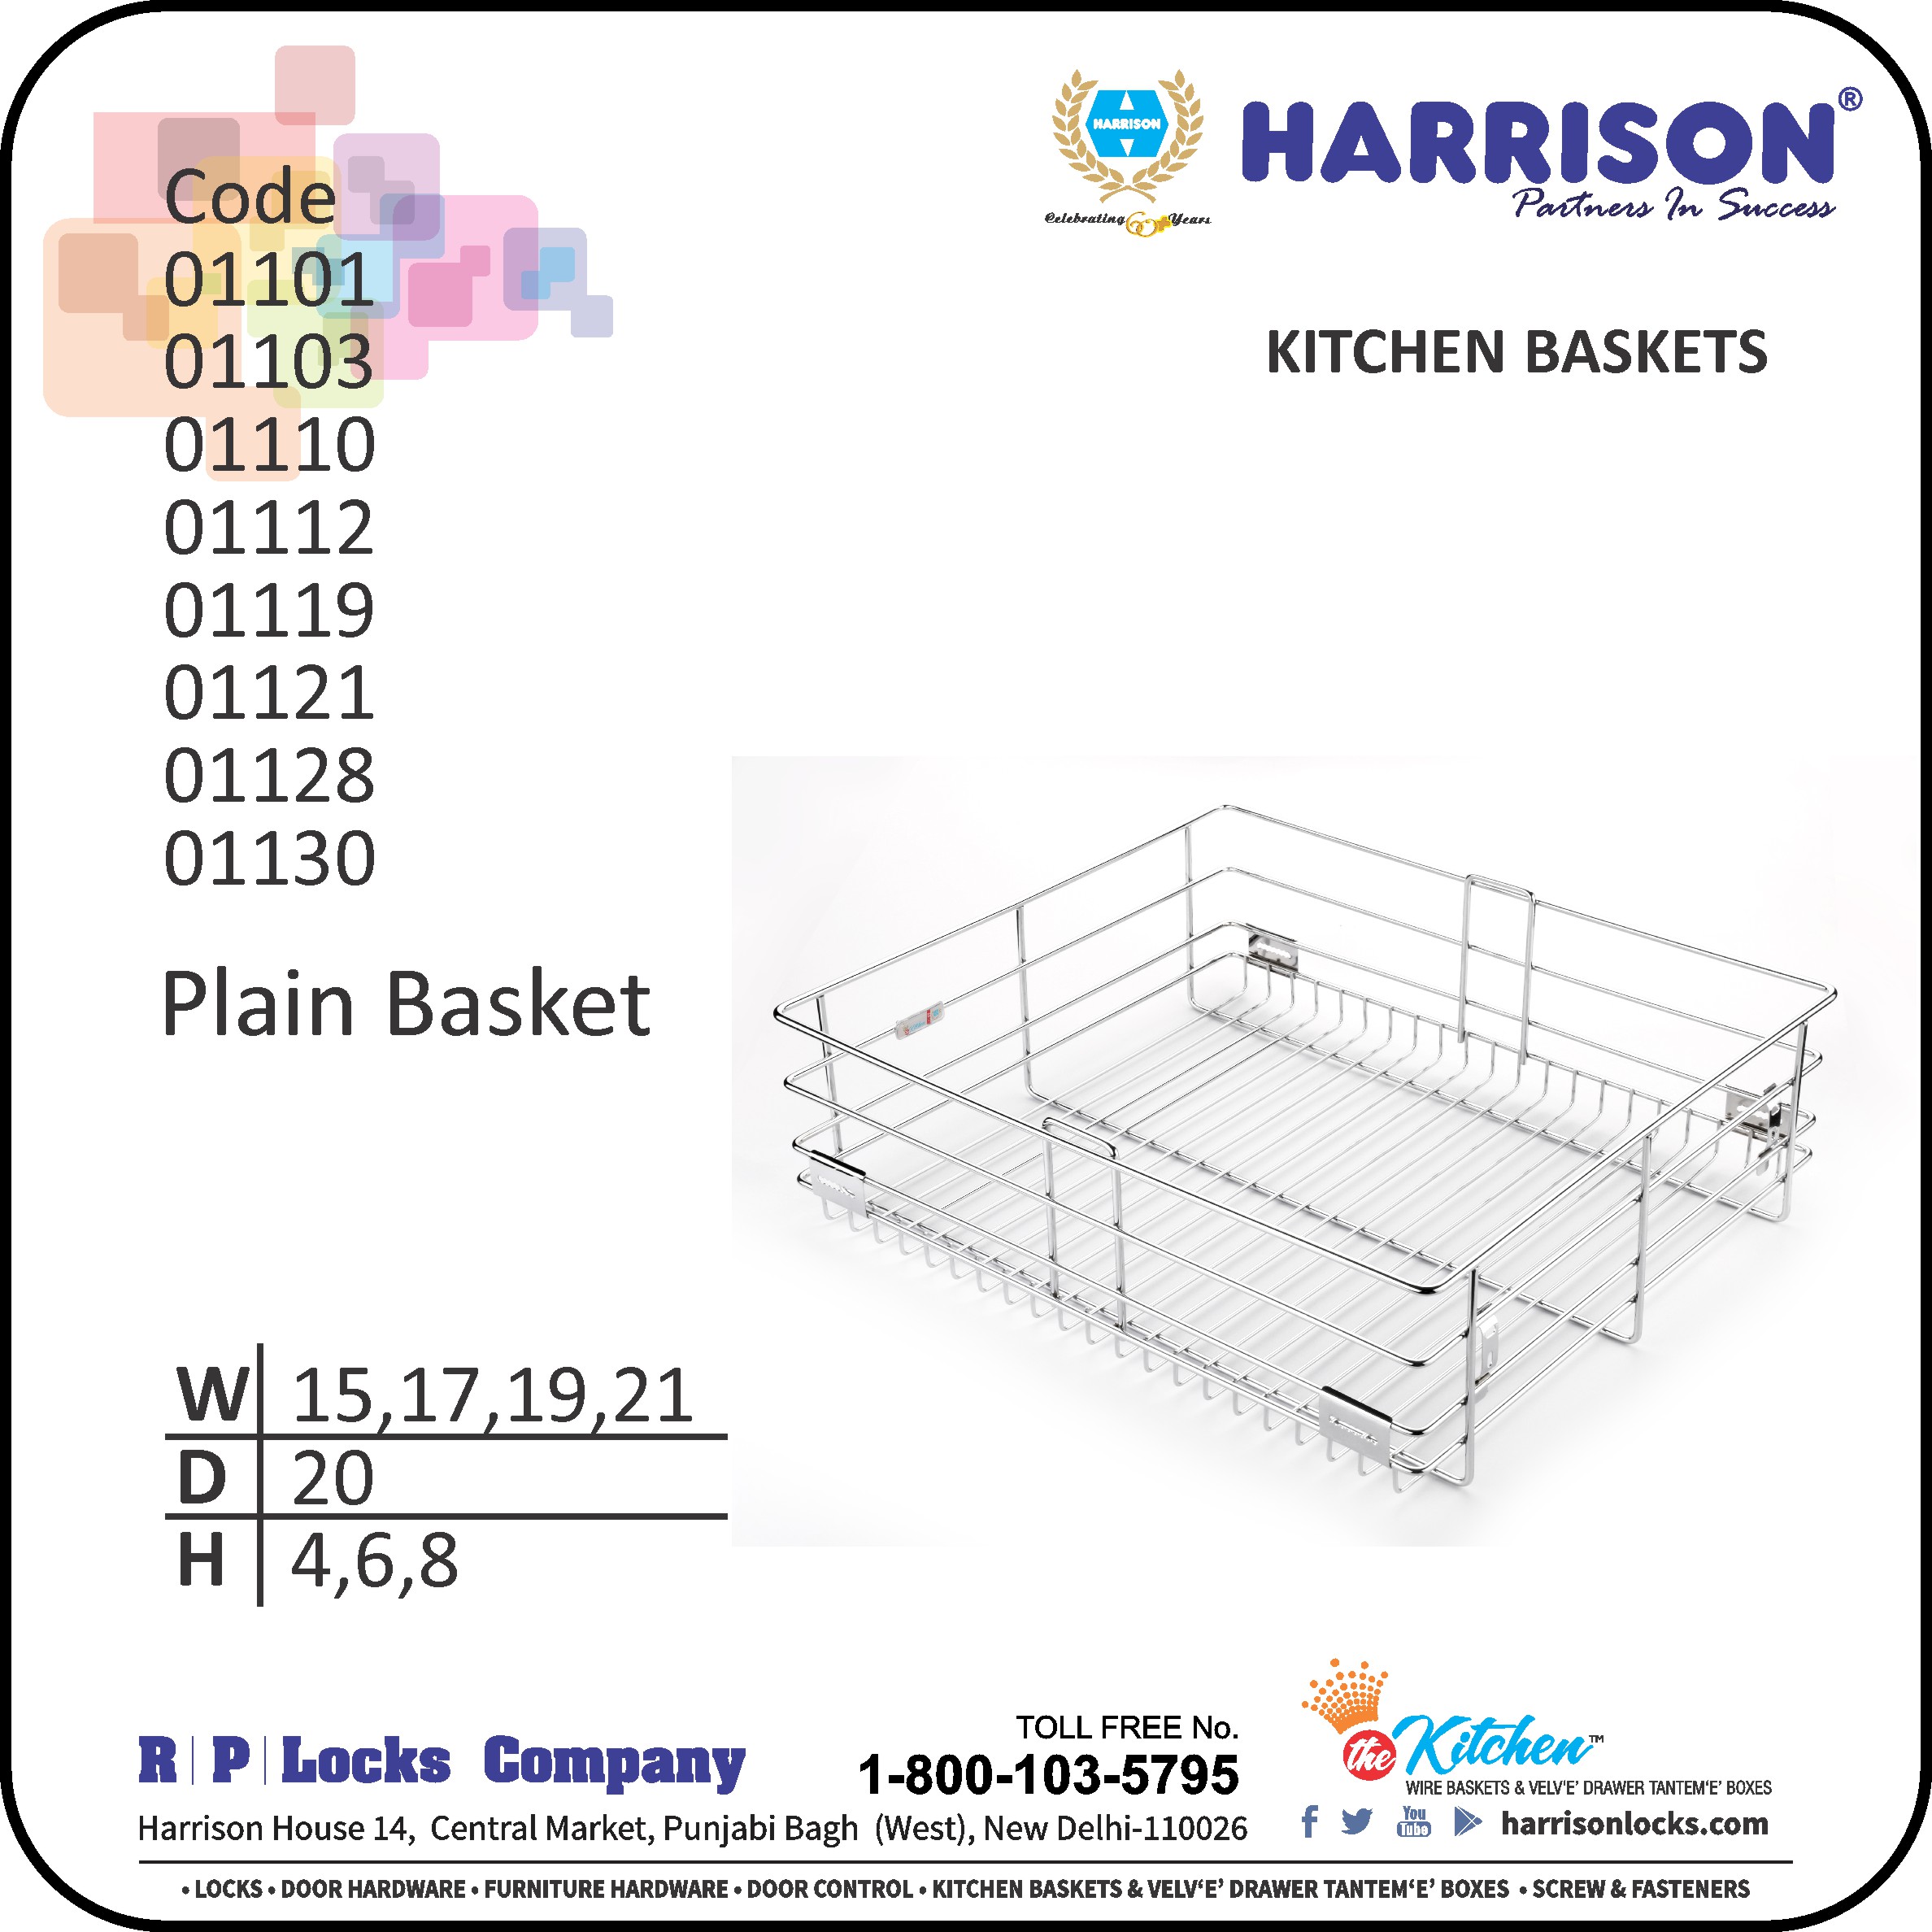 HARRISON
Celebrating 60+ Years
HARRISON®
Partners In Success
KITCHEN BASKETS
Code
01101
01103
01110
01112
01119
01121
01128
01130
Plain Basket
W 15,17,19,21
D 20
H 4,6,8
R P Locks Company
Harrison House 14, Central Market, Punjabi Bagh (West), New Delhi-110026
TOLL FREE No.
1-800-103-5795
the Kitchen™
WIRE BASKETS & VELV'E' DRAWER TANTEM'E' BOXES
f You Tube harrisonlocks.com
• LOCKS • DOOR HARDWARE • FURNITURE HARDWARE • DOOR CONTROL • KITCHEN BASKETS & VELV‘E’ DRAWER TANTEM‘E’ BOXES • SCREW & FASTENERS